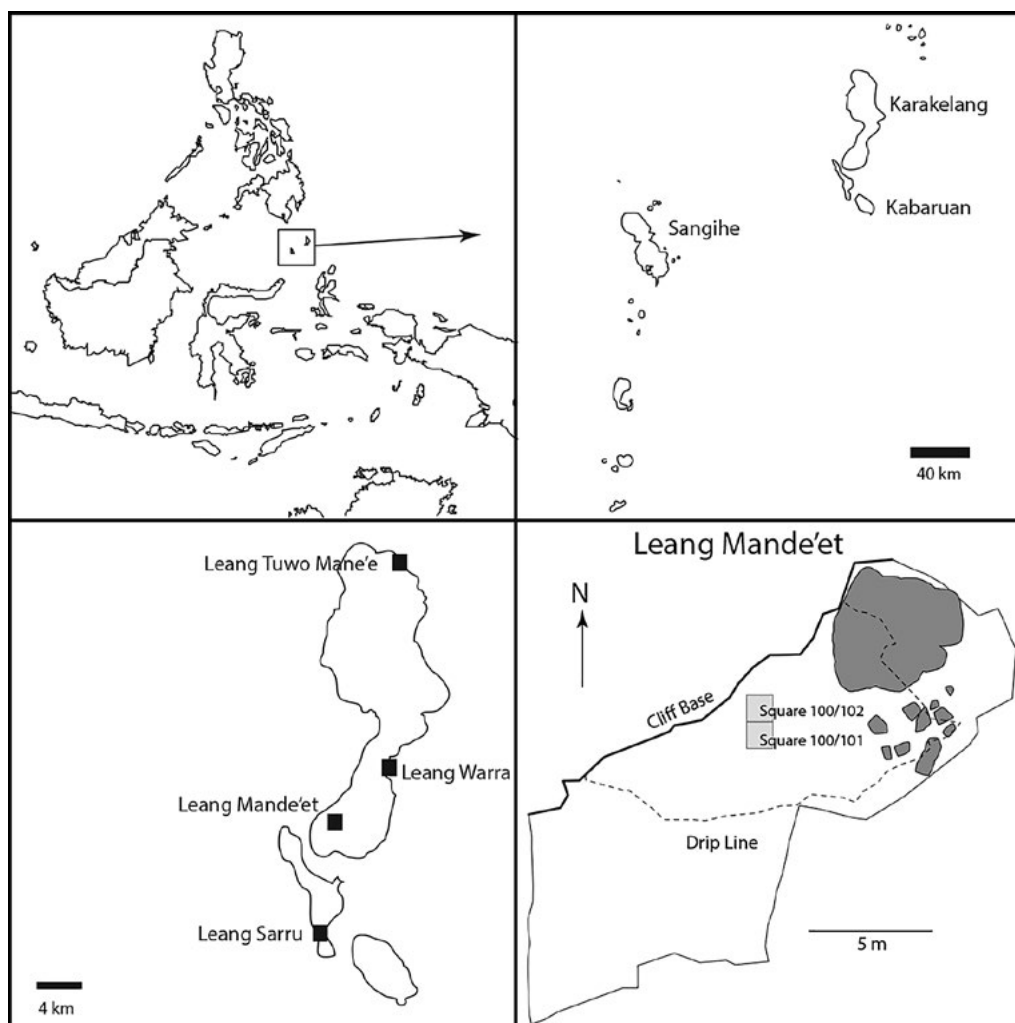 Karakelang
Kabaruan
Sangihe
40 km
Leang Tuwo Mane'e
Leang Warra
Leang Mande'et
Leang Sarru
4 km
Leang Mande'et
N
Cliff Base
Square 100/102
Square 100/101
Drip Line
5 m